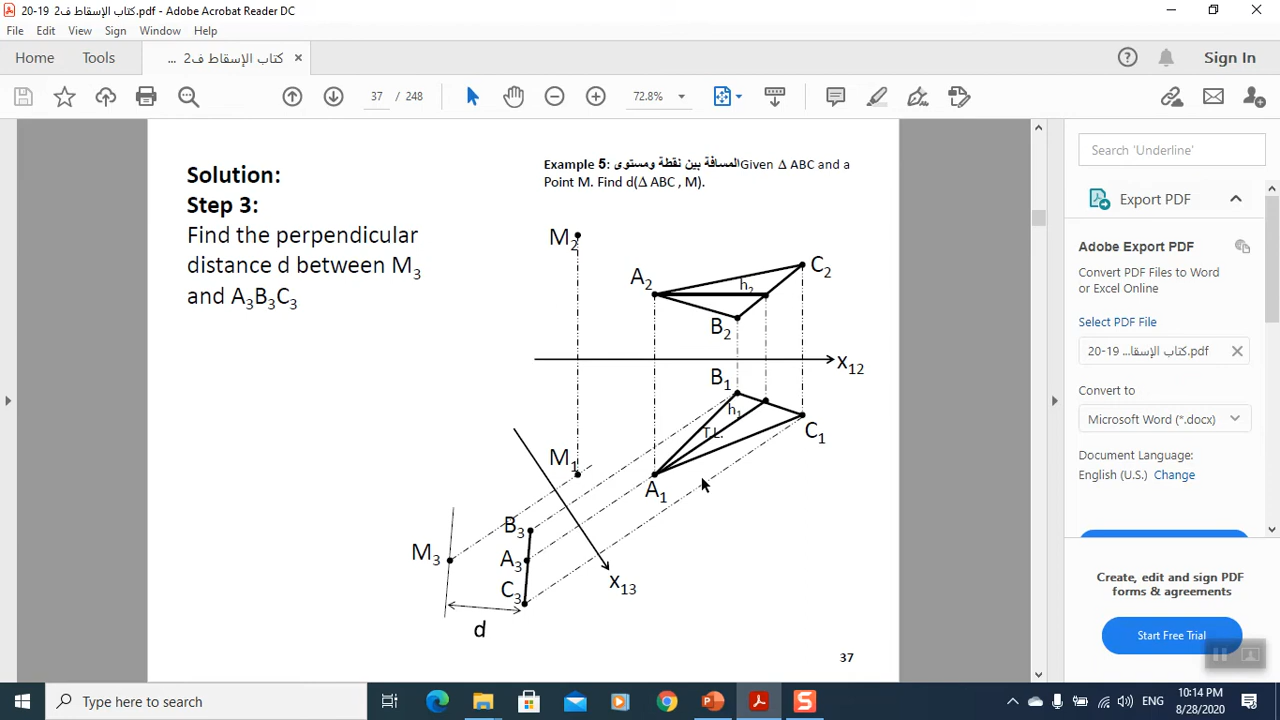 كتاب الإسقاط ف2 20-19.pdf - Adobe Acrobat Reader DC
File Edit View Sign Window Help
Home Tools كتاب الإسقاط ف2 ... × Sign In
37 / 248 72.8%
Search 'Underline'
Export PDF
Adobe Export PDF
Convert PDF Files to Word
or Excel Online
Select PDF File
20-19 ...كتاب الإسقا.pdf
Convert to
Microsoft Word (*.docx)
Document Language:
English (U.S.) Change
Create, edit and sign PDF
forms & agreements
Start Free Trial
Solution:
Step 3:
Find the perpendicular
distance d between M3
and A3B3C3
Example 5: المسافة بين نقطة ومستوى Given Δ ABC and a
Point M. Find d(Δ ABC , M).
M2
C2
A2
h2
B2
x12
B1
h1
T.L.
C1
M1
A1
B3
M3
A3
x13
C3
d
37
Type here to search
ENG
10:14 PM
8/28/2020